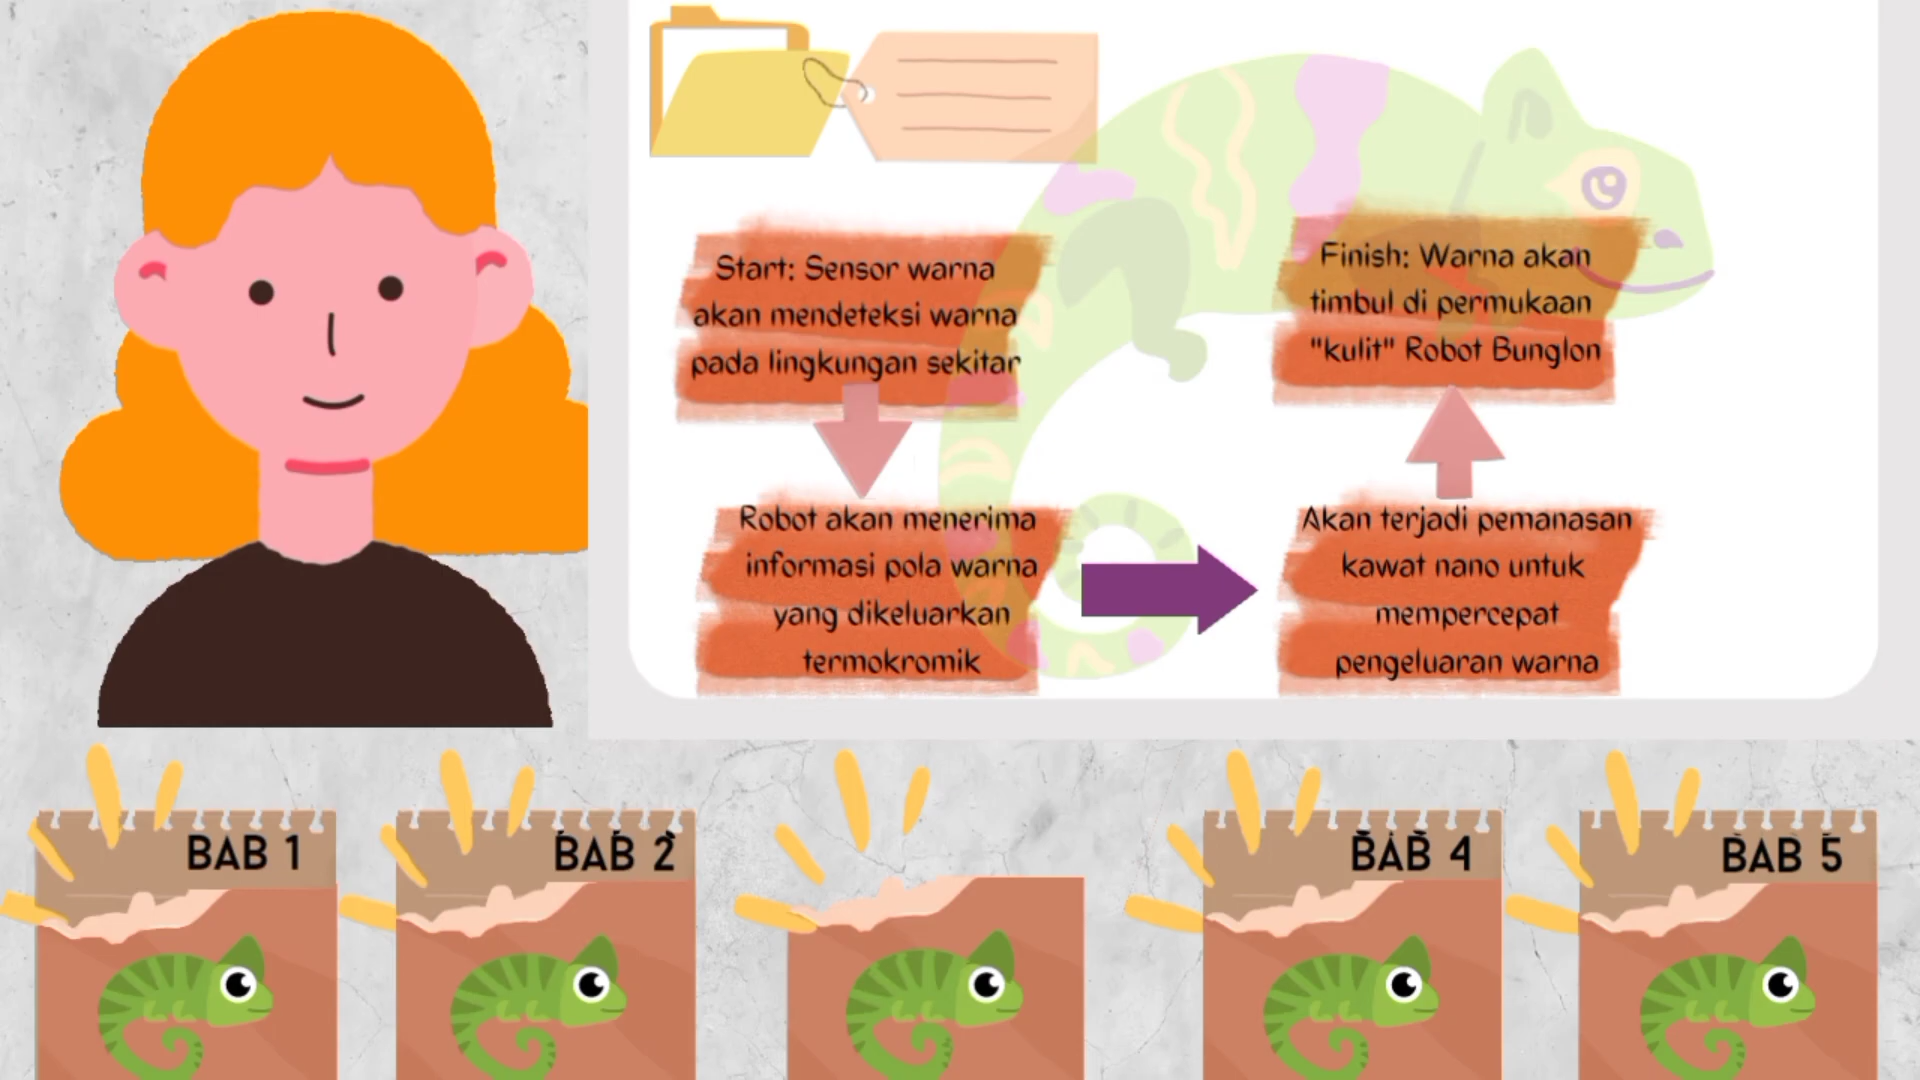 Start: Sensor warna
akan mendeteksi warna
pada lingkungan sekitar
Robot akan menerima
informasi pola warna
yang dikeluarkan
termokromik
Akan terjadi pemanasan
kawat nano untuk
mempercepat
pengeluaran warna
Finish: Warna akan
timbul di permukaan
"kulit" Robot Bunglon
BAB 1
BAB 2
BAB 4
BAB 5